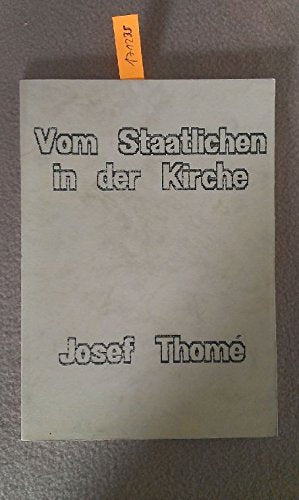 Vom Staatlichen
in der Kirche
Josef Thomé